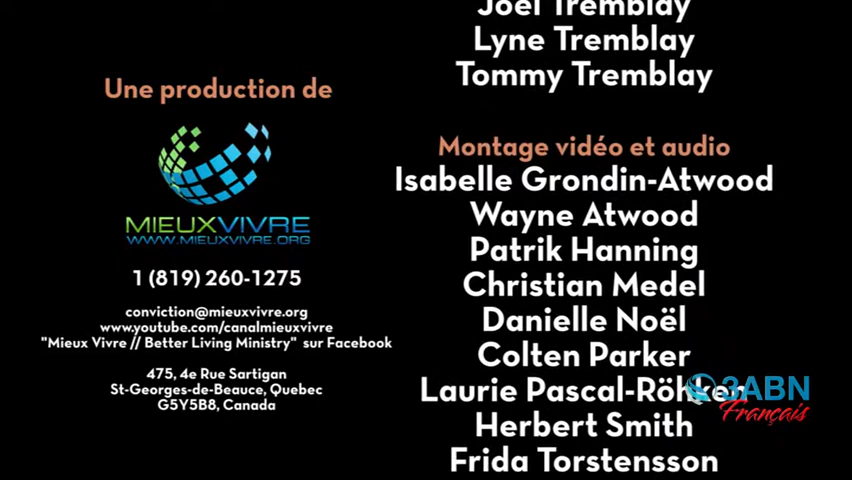 Une production de
MIEUXVIVRE
WWW.MIEUXVIVRE.ORG
1 (819) 260-1275
conviction@mieuxvivre.org
www.youtube.com/canalmieuxvivre
"Mieux Vivre // Better Living Ministry" sur Facebook
475, 4e Rue Sartigan
St-Georges-de-Beauce, Quebec
G5Y5B8, Canada
Joël Tremblay
Lyne Tremblay
Tommy Tremblay
Montage vidéo et audio
Isabelle Grondin-Atwood
Wayne Atwood
Patrik Hanning
Christian Medel
Danielle Noël
Colten Parker
Laurie Pascal-Röhken
Herbert Smith
Frida Torstensson
3ABN
Français